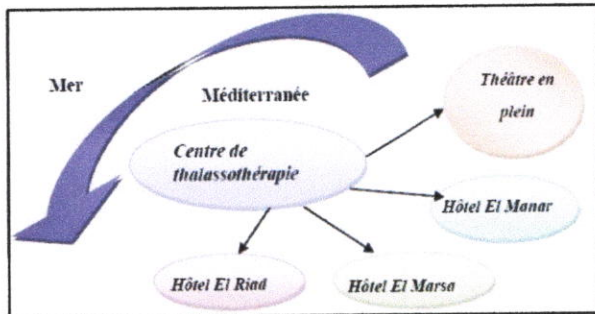 Mer
Méditerranée
Théâtre en
plein
Centre de
thalassothérapie
Hôtel El Manar
Hôtel El Riad
Hôtel El Marsa